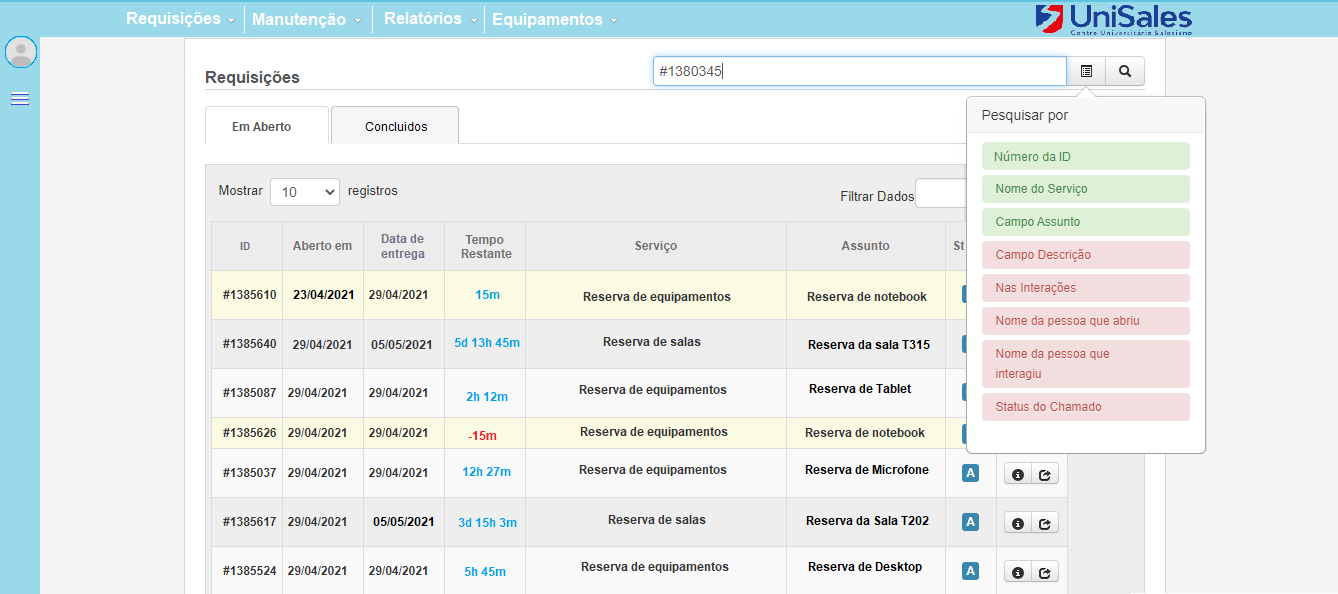 Requisições Manutenção Relatórios Equipamentos
UniSales
Centro Universitário Salesiano
Requisições
#1380345
Pesquisar por
Número da ID
Nome do Serviço
Campo Assunto
Campo Descrição
Nas Interações
Nome da pessoa que abriu
Nome da pessoa que
interagiu
Status do Chamado
Em Aberto Concluidos
Mostrar 10 registros Filtrar Dados
ID Aberto em Data de entrega Tempo Restante Serviço Assunto St
#1385610 23/04/2021 29/04/2021 15m Reserva de equipamentos Reserva de notebook
#1385640 29/04/2021 05/05/2021 5d 13h 45m Reserva de salas Reserva da sala T315
#1385087 29/04/2021 29/04/2021 2h 12m Reserva de equipamentos Reserva de Tablet
#1385626 29/04/2021 29/04/2021 -15m Reserva de equipamentos Reserva de notebook
#1385037 29/04/2021 29/04/2021 12h 27m Reserva de equipamentos Reserva de Microfone A
#1385617 29/04/2021 05/05/2021 3d 15h 3m Reserva de salas Reserva da Sala T202 A
#1385524 29/04/2021 29/04/2021 5h 45m Reserva de equipamentos Reserva de Desktop A